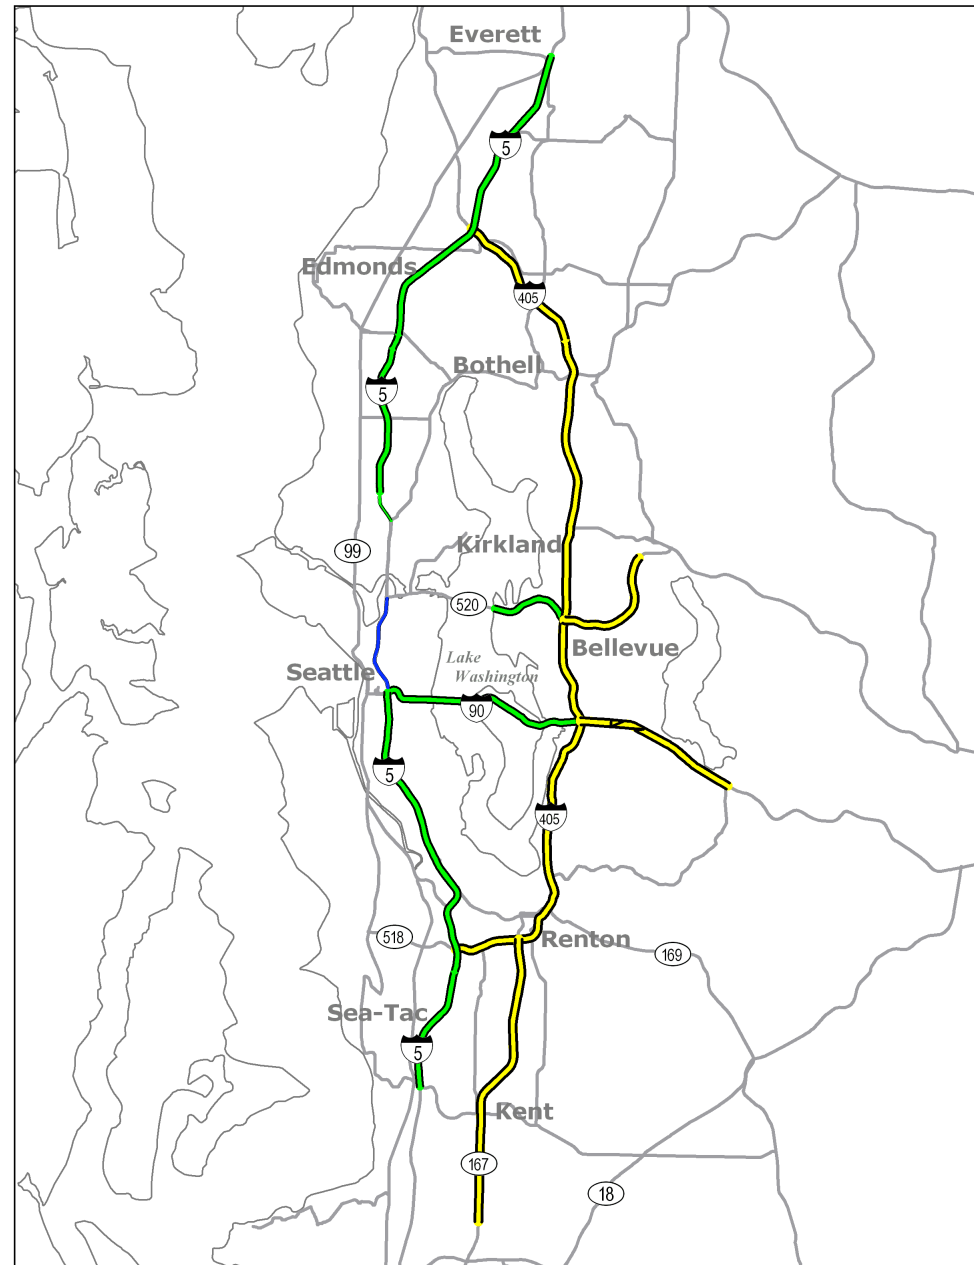 Everett
5
Edmonds
405
Bothell
5
Kirkland
99
520
Bellevue
Lake
Washington
Seattle
90
5
405
518
Renton
169
Sea-Tac
5
Kent
167
18